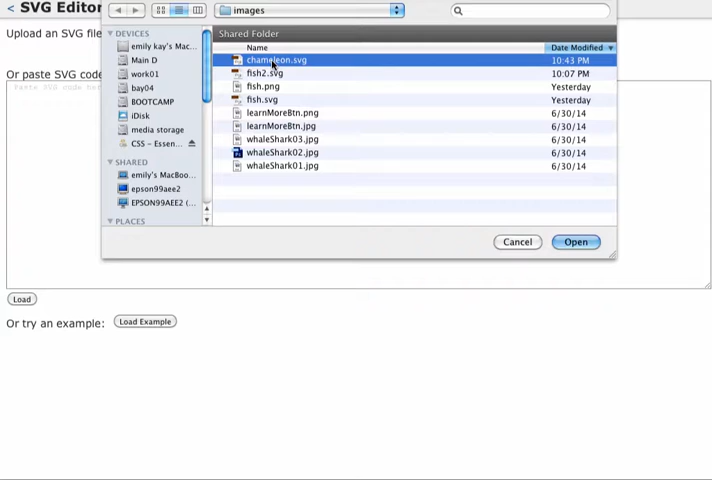 < SVG Editor
images
Upload an SVG file
Or paste SVG code
Paste SVG code here
DEVICES
emily kay's Mac...
Main D
work01
bay04
BOOTCAMP
iDisk
media storage
CSS – Essen...
SHARED
emily's MacBoo...
epson99aee2
EPSON99AEE2 (...
PLACES
Shared Folder
Name Date Modified
chameleon.svg 10:43 PM
fish2.svg 10:07 PM
fish.png Yesterday
fish.svg Yesterday
learnMoreBtn.png 6/30/14
learnMoreBtn.jpg 6/30/14
whaleShark03.jpg 6/30/14
whaleShark02.jpg 6/30/14
whaleShark01.jpg 6/30/14
Cancel Open
Load
Or try an example: Load Example